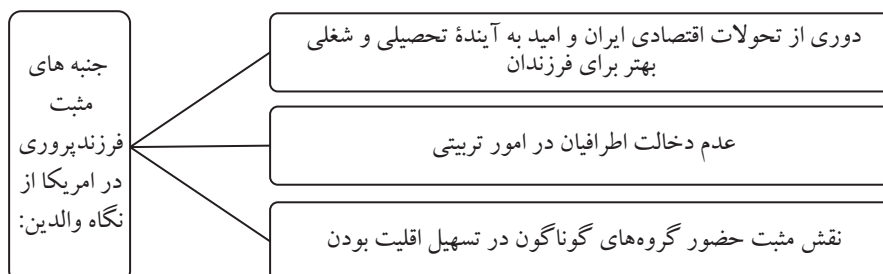 جنبه های
مثبت
فرزندپروری
در امریکا از
نگاه والدین:
دوری از تحولات اقتصادی ایران و امید به آیندۀ تحصیلی و شغلی
بهتر برای فرزندان
عدم دخالت اطرافیان در امور تربیتی
نقش مثبت حضور گروه‌های گوناگون در تسهیل اقلیت بودن